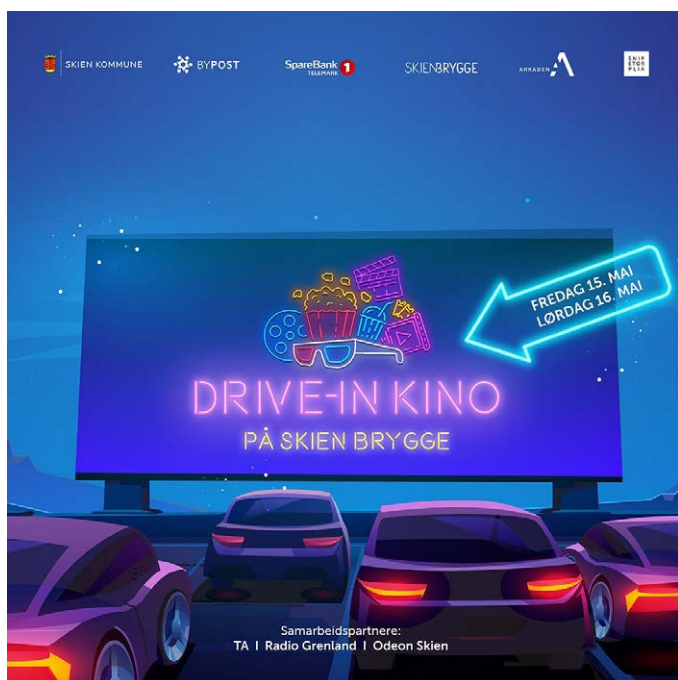 SKIEN KOMMUNE
BYPOST
SpareBank 1
TELEMARK
SKIENBRYGGE
ARKADEN
SNIP
ETOR
PLIA
FREDAG 15. MAI
LØRDAG 16. MAI
DRIVE-IN KINO
PÅ SKIEN BRYGGE
Samarbeidspartnere:
TA I Radio Grenland I Odeon Skien